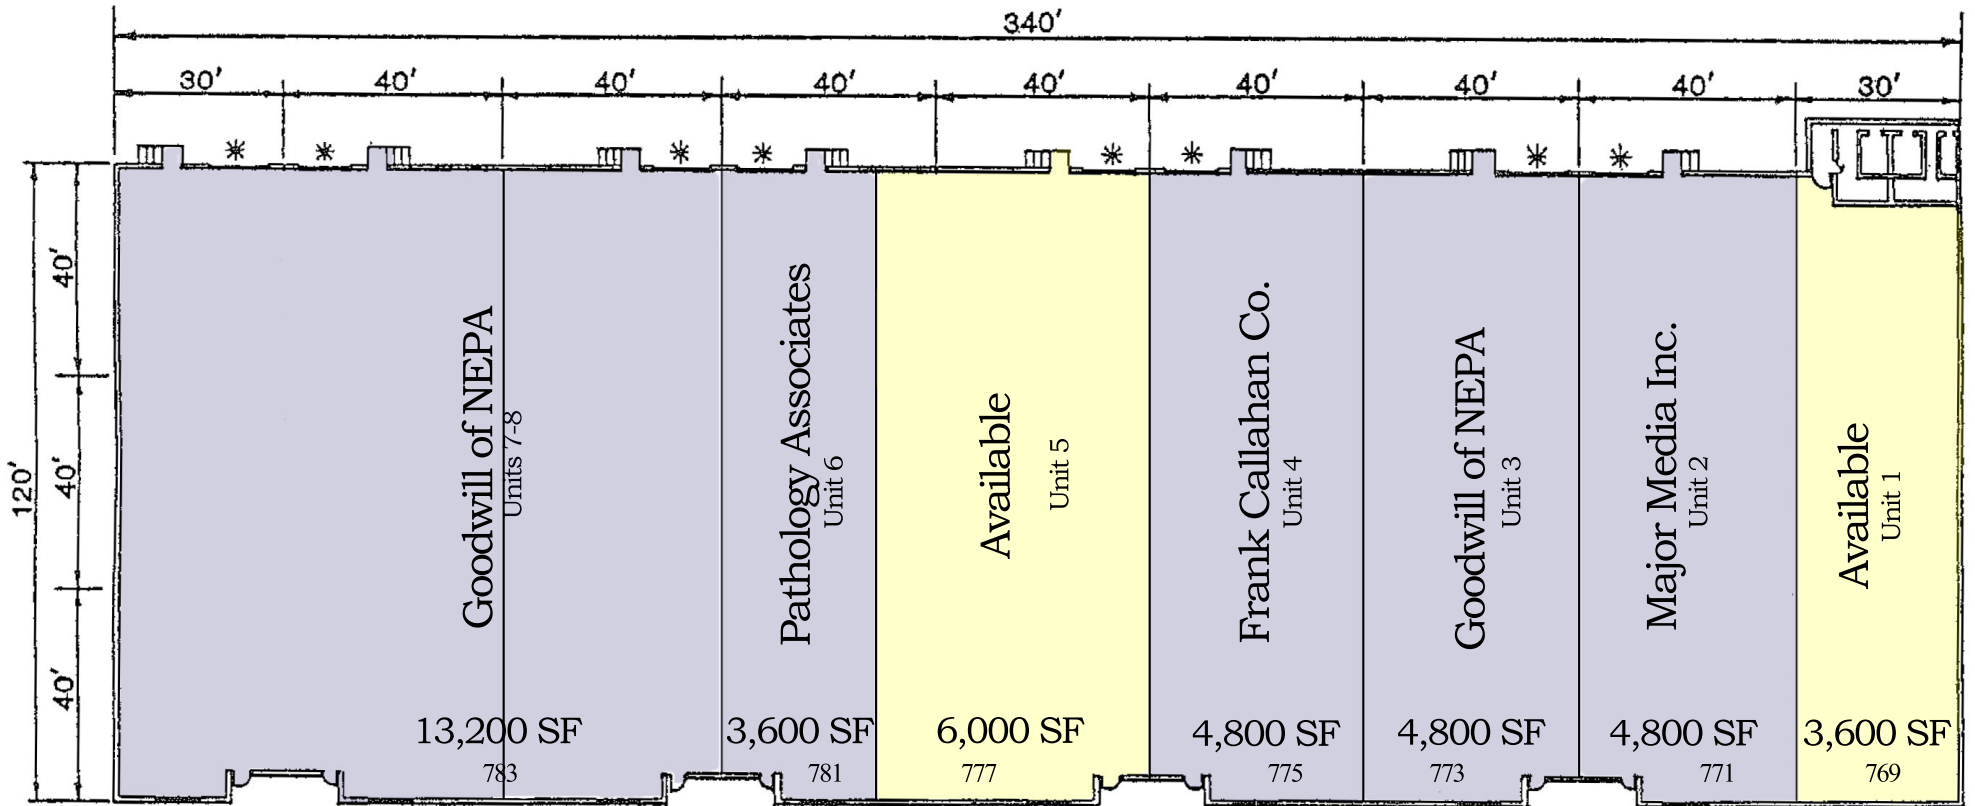 340'
30'
40'
40'
40'
40'
40'
40'
40'
30'
120'
40'
40'
40'
Goodwill of NEPA
Units 7-8
13,200 SF
783
Pathology Associates
Unit 6
3,600 SF
781
Available
Unit 5
6,000 SF
777
Frank Callahan Co.
Unit 4
4,800 SF
775
Goodwill of NEPA
Unit 3
4,800 SF
773
Major Media Inc.
Unit 2
4,800 SF
771
Available
Unit 1
3,600 SF
769